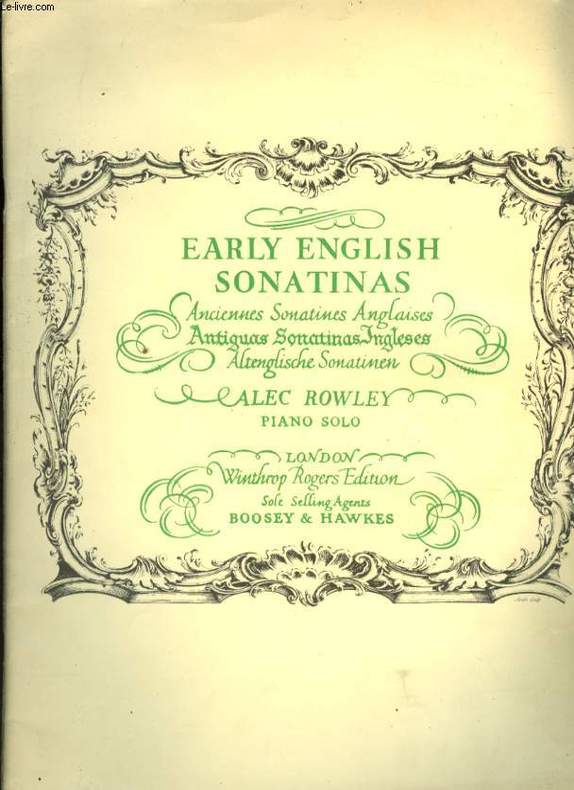 Le-livre.com
EARLY ENGLISH
SONATINAS
Anciennes Sonatines Anglaises
Antiguas Sonatinas Ingleses
Altenglische Sonatinen
ALEC ROWLEY
PIANO SOLO
LONDON
Winthrop Rogers Edition
Sole Selling Agents
BOOSEY & HAWKES